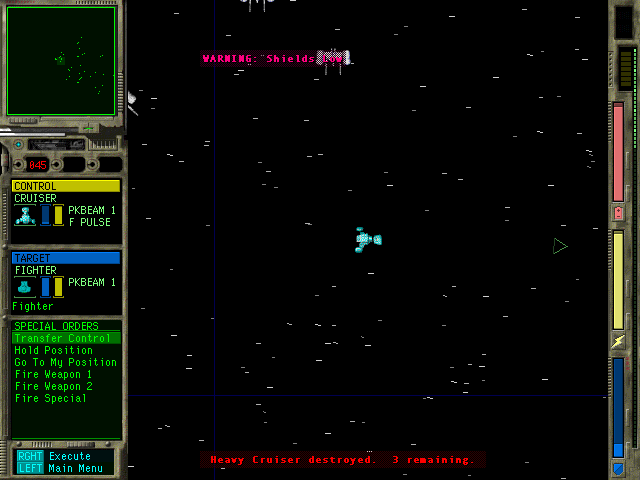 WARNING: "Shields Low"
045
CONTROL
CRUISER
PKBEAM 1
F PULSE
TARGET
FIGHTER
PKBEAM 1
Fighter
SPECIAL ORDERS
Transfer Control
Hold Position
Go To My Position
Fire Weapon 1
Fire Weapon 2
Fire Special
RGHT Execute
LEFT Main Menu
Heavy Cruiser destroyed. 3 remaining.